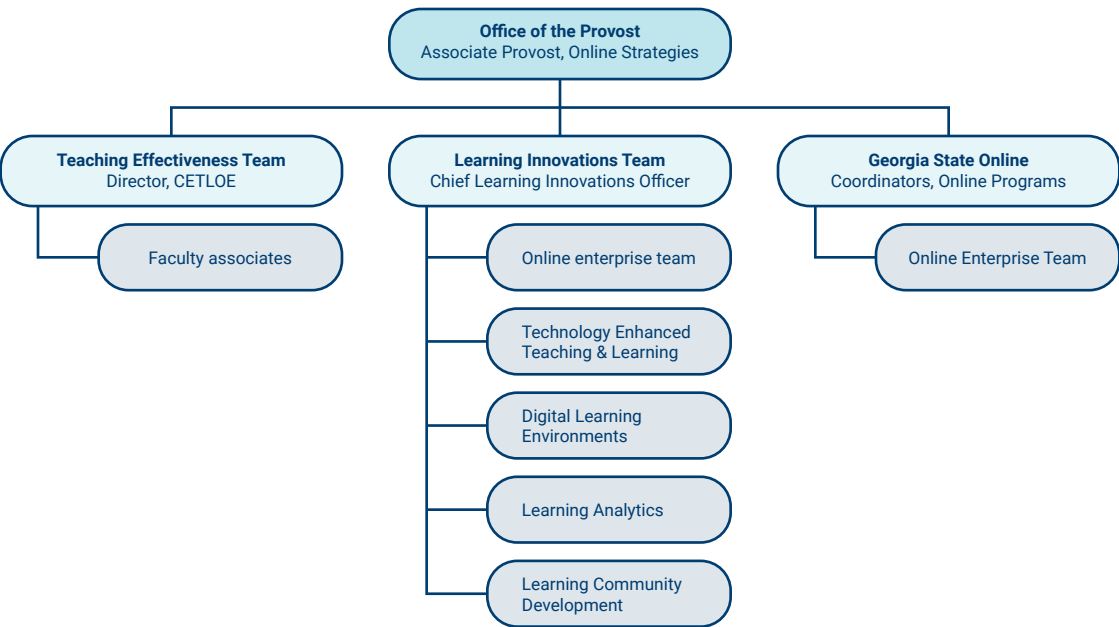 Office of the Provost
Associate Provost, Online Strategies
Teaching Effectiveness Team
Director, CETLOE
Faculty associates
Learning Innovations Team
Chief Learning Innovations Officer
Online enterprise team
Technology Enhanced
Teaching & Learning
Digital Learning
Environments
Learning Analytics
Learning Community
Development
Georgia State Online
Coordinators, Online Programs
Online Enterprise Team